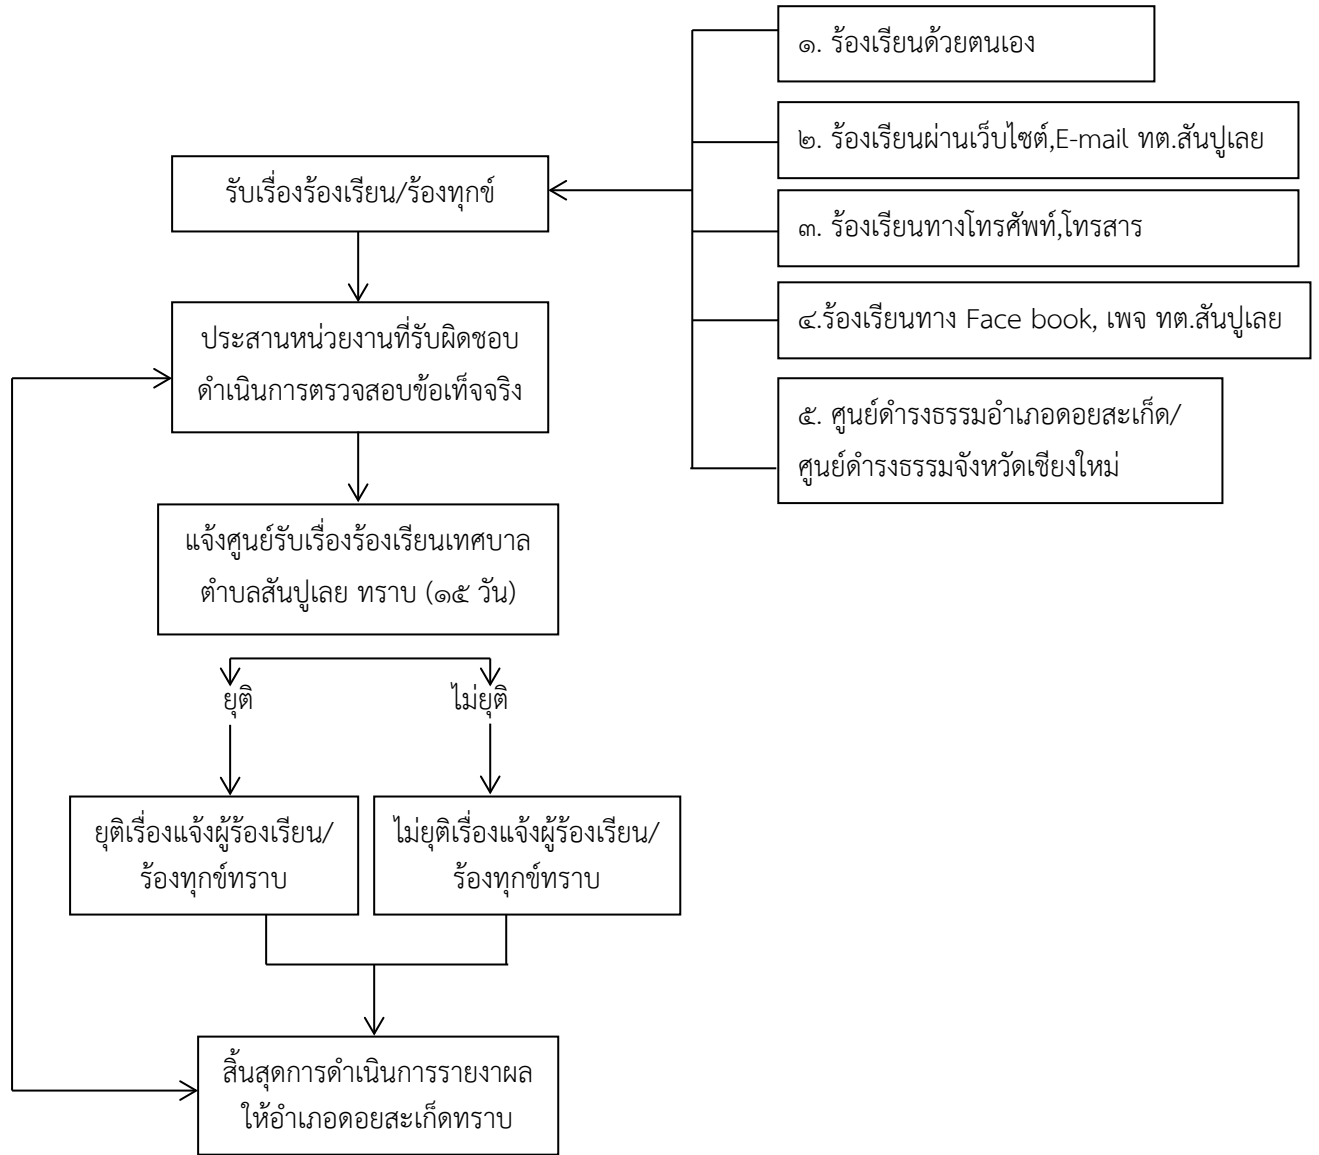 ๑. ร้องเรียนด้วยตนเอง
๒. ร้องเรียนผ่านเว็บไซต์,E-mail ทต.สันปูเลย
รับเรื่องร้องเรียน/ร้องทุกข์
๓. ร้องเรียนทางโทรศัพท์,โทรสาร
๔.ร้องเรียนทาง Face book, เพจ ทต.สันปูเลย
ประสานหน่วยงานที่รับผิดชอบ
ดำเนินการตรวจสอบข้อเท็จจริง
๕. ศูนย์ดำรงธรรมอำเภอดอยสะเก็ด/
ศูนย์ดำรงธรรมจังหวัดเชียงใหม่
แจ้งศูนย์รับเรื่องร้องเรียนเทศบาล
ตำบลสันปูเลย ทราบ (๑๕ วัน)
ยุติ
ไม่ยุติ
ยุติเรื่องแจ้งผู้ร้องเรียน/
ร้องทุกข์ทราบ
ไม่ยุติเรื่องแจ้งผู้ร้องเรียน/
ร้องทุกข์ทราบ
สิ้นสุดการดำเนินการรายงาผล
ให้อำเภอดอยสะเก็ดทราบ